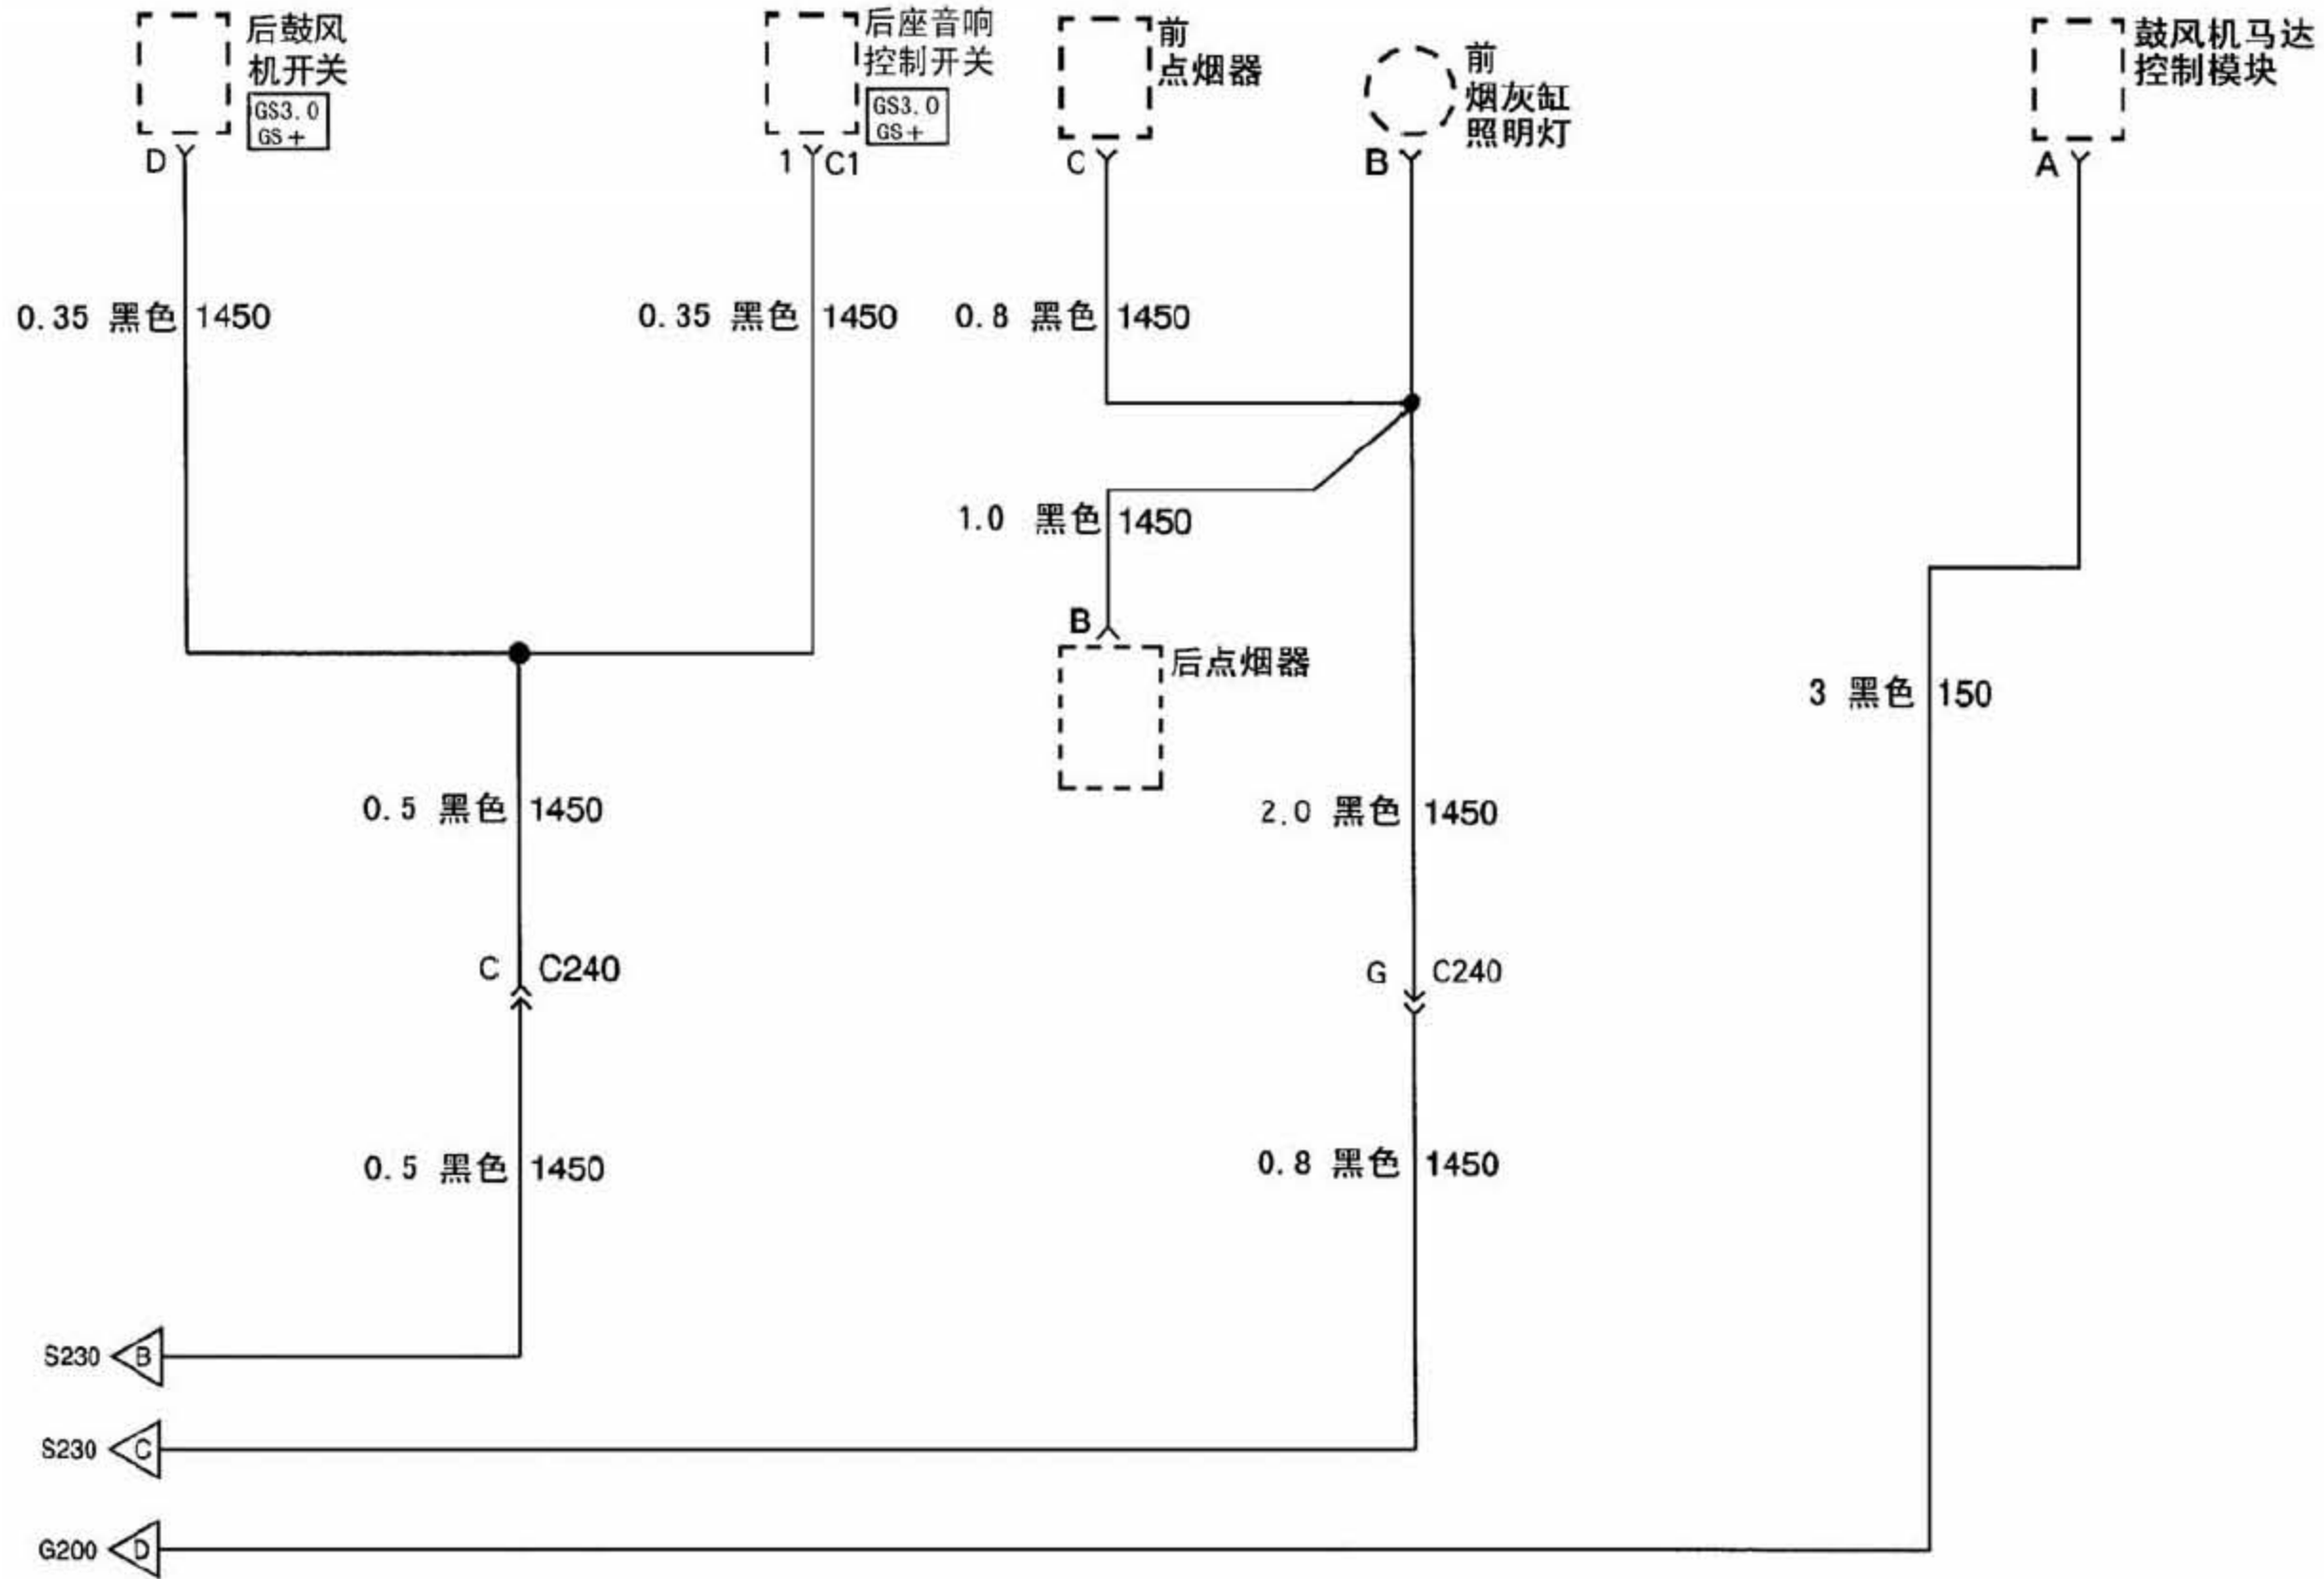 后鼓风
机开关
GS3.0
GS+
D
后座音响
控制开关
GS3.0
GS+
1 C1
前
点烟器
C
前
烟灰缸
照明灯
B
鼓风机马达
控制模块
A
0.35 黑色 1450
0.35 黑色 1450
0.8 黑色 1450
1.0 黑色 1450
B
后点烟器
3 黑色 150
0.5 黑色 1450
2.0 黑色 1450
C C240
G C240
0.5 黑色 1450
0.8 黑色 1450
S230 B
S230 C
G200 D